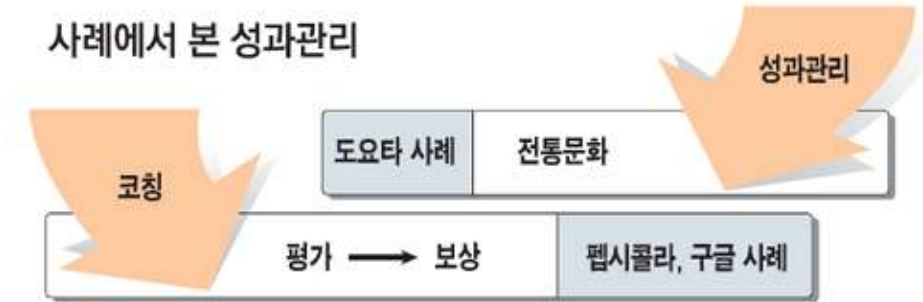 사례에서 본 성과관리
성과관리
도요타 사례 전통문화
코칭
평가 → 보상 펩시콜라, 구글 사례